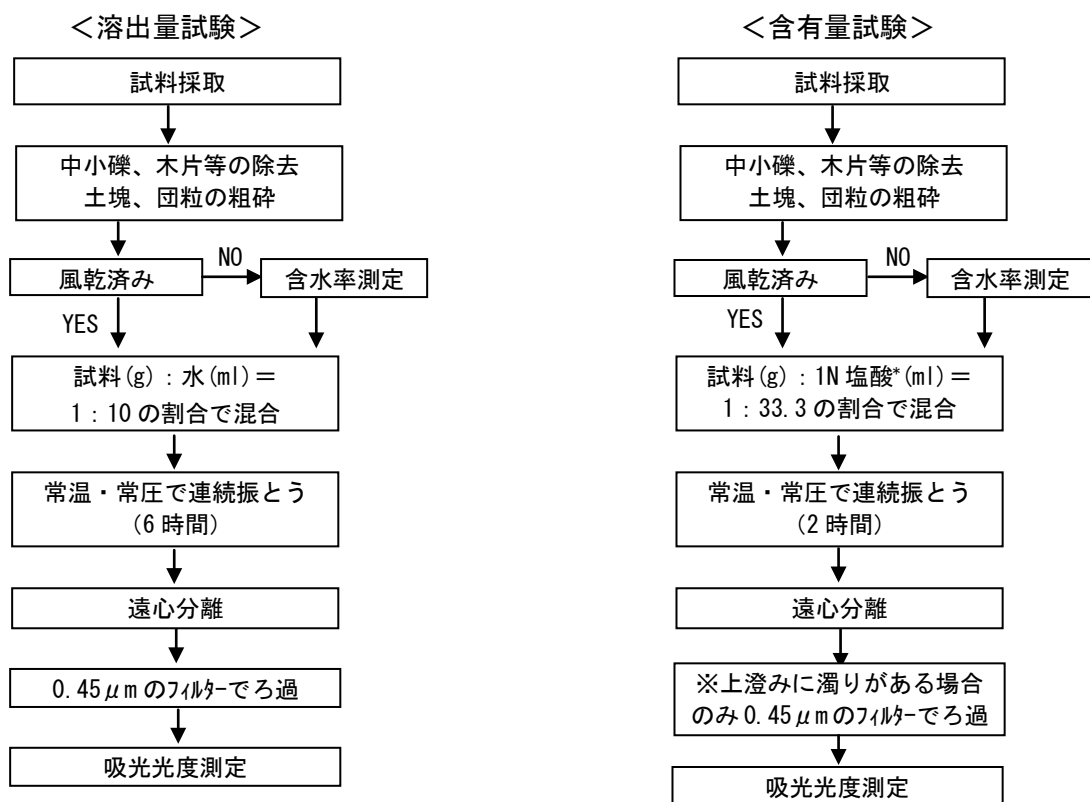 ＜溶出量試験＞
試料採取
中小礫、木片等の除去
土塊、団粒の粗砕
風乾済み
NO
含水率測定
YES
試料(g)：水(ml)＝
1：10の割合で混合
常温・常圧で連続振とう
(6時間)
遠心分離
0.45μmのﾌｨﾙﾀｰでろ過
吸光光度測定
＜含有量試験＞
試料採取
中小礫、木片等の除去
土塊、団粒の粗砕
風乾済み
NO
含水率測定
YES
試料(g)：1N塩酸*(ml)＝
1：33.3の割合で混合
常温・常圧で連続振とう
(2時間)
遠心分離
※上澄みに濁りがある場合
のみ0.45μmのﾌｨﾙﾀｰでろ過
吸光光度測定